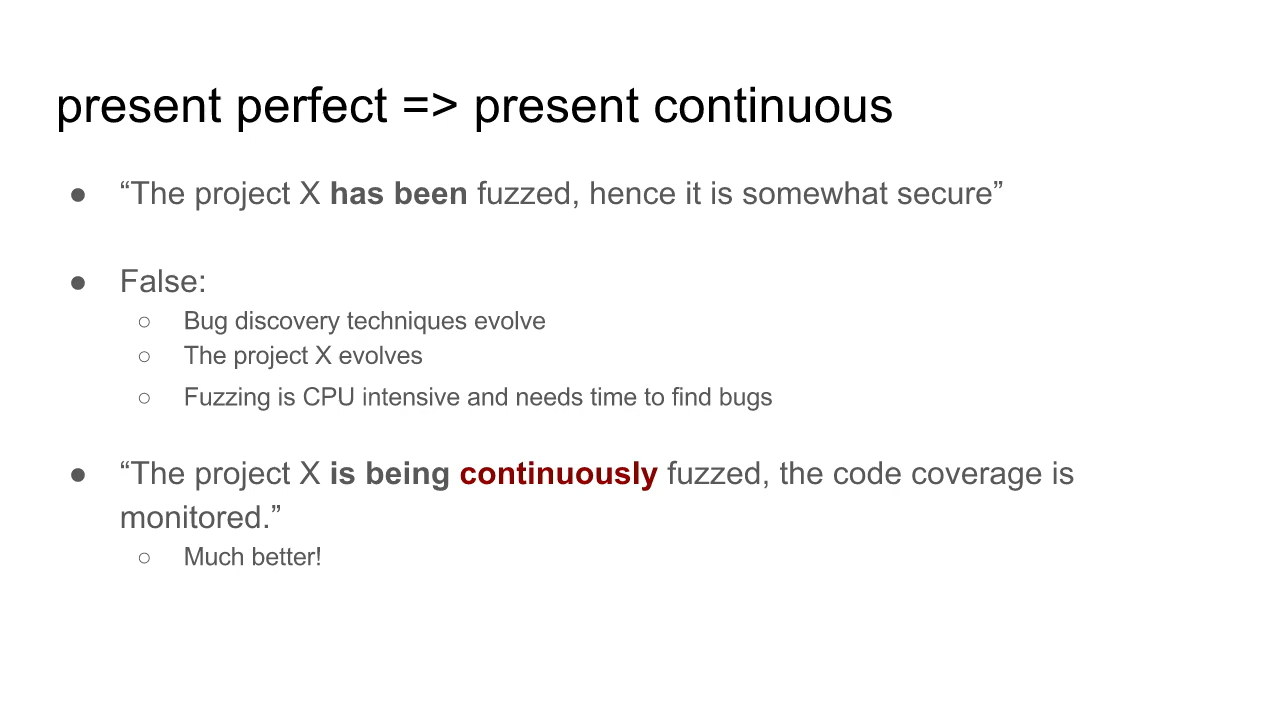 present perfect => present continuous
● “The project X has been fuzzed, hence it is somewhat secure”
● False:
○ Bug discovery techniques evolve
○ The project X evolves
○ Fuzzing is CPU intensive and needs time to find bugs
● “The project X is being continuously fuzzed, the code coverage is
monitored.”
○ Much better!